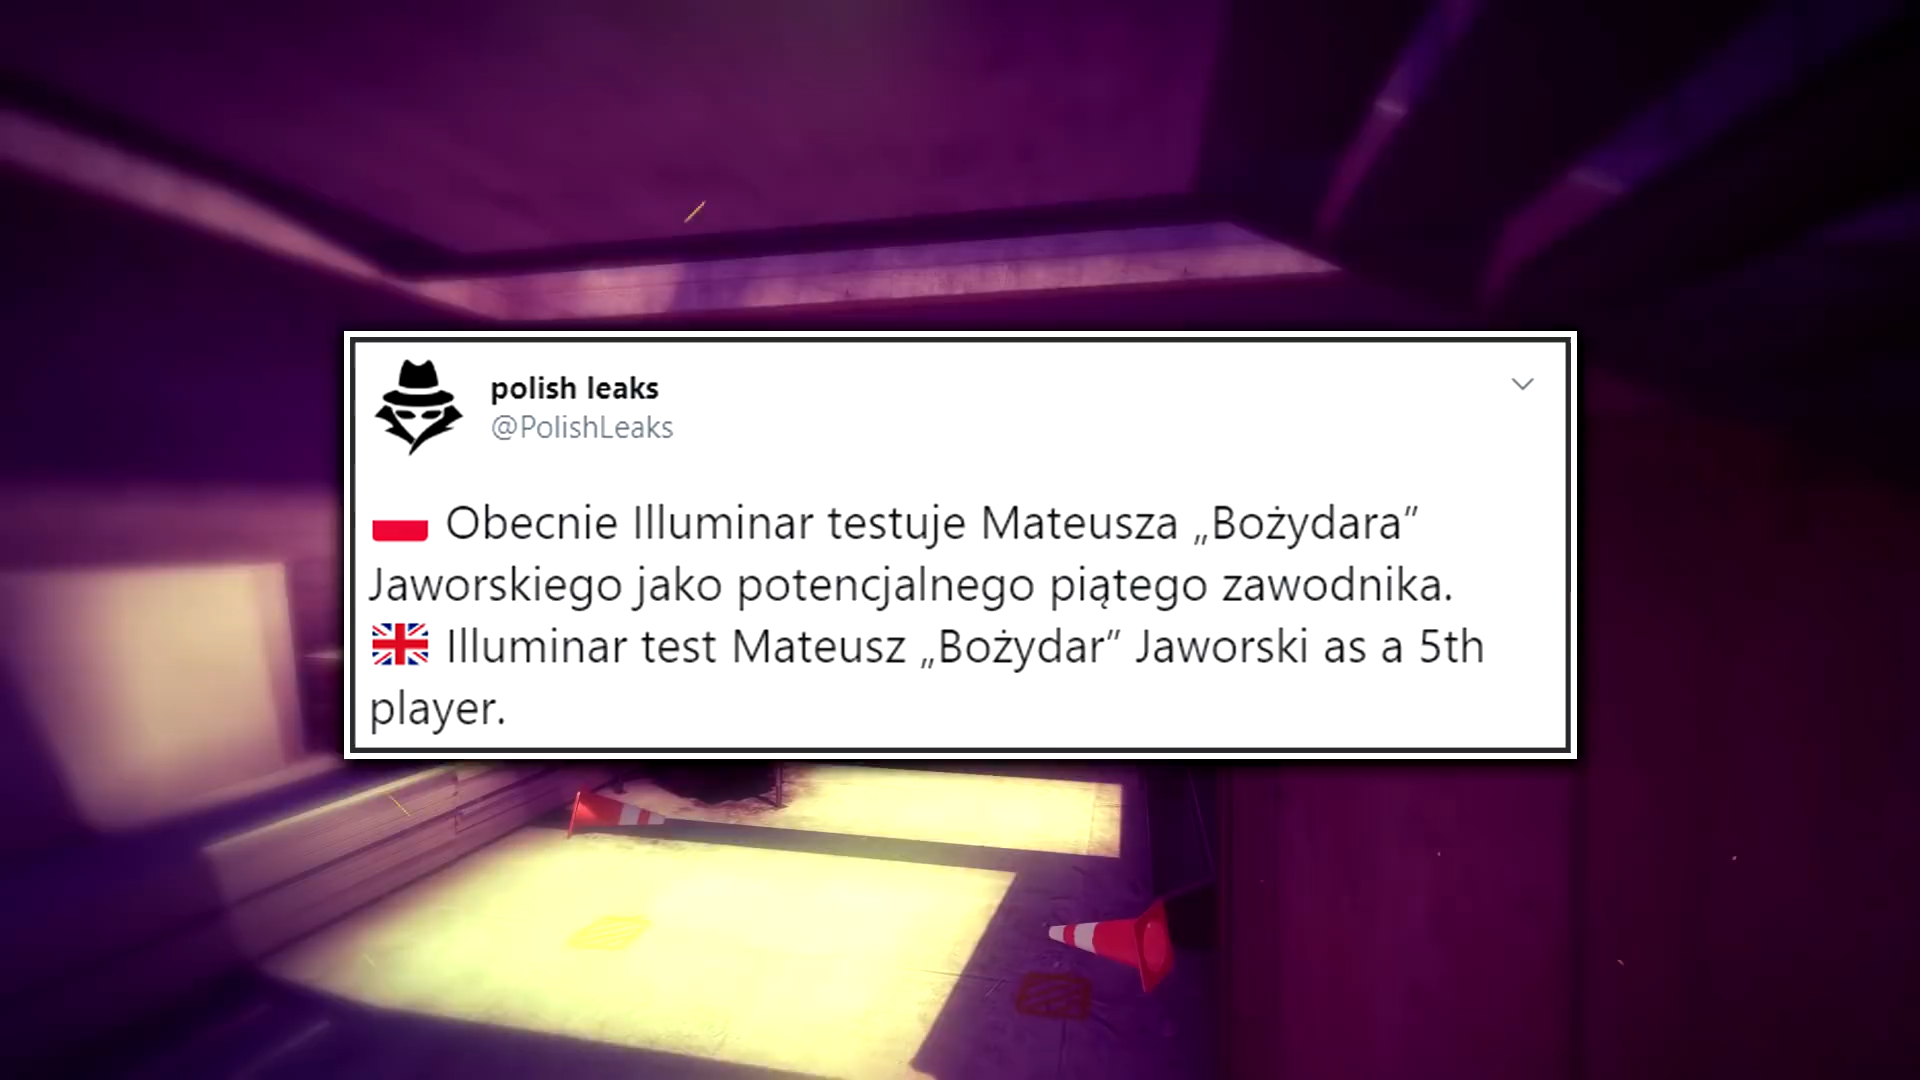 polish leaks
@PolishLeaks
Obecnie Illuminar testuje Mateusza „Bożydara”
Jaworskiego jako potencjalnego piątego zawodnika.
Illuminar test Mateusz „Bożydar” Jaworski as a 5th
player.